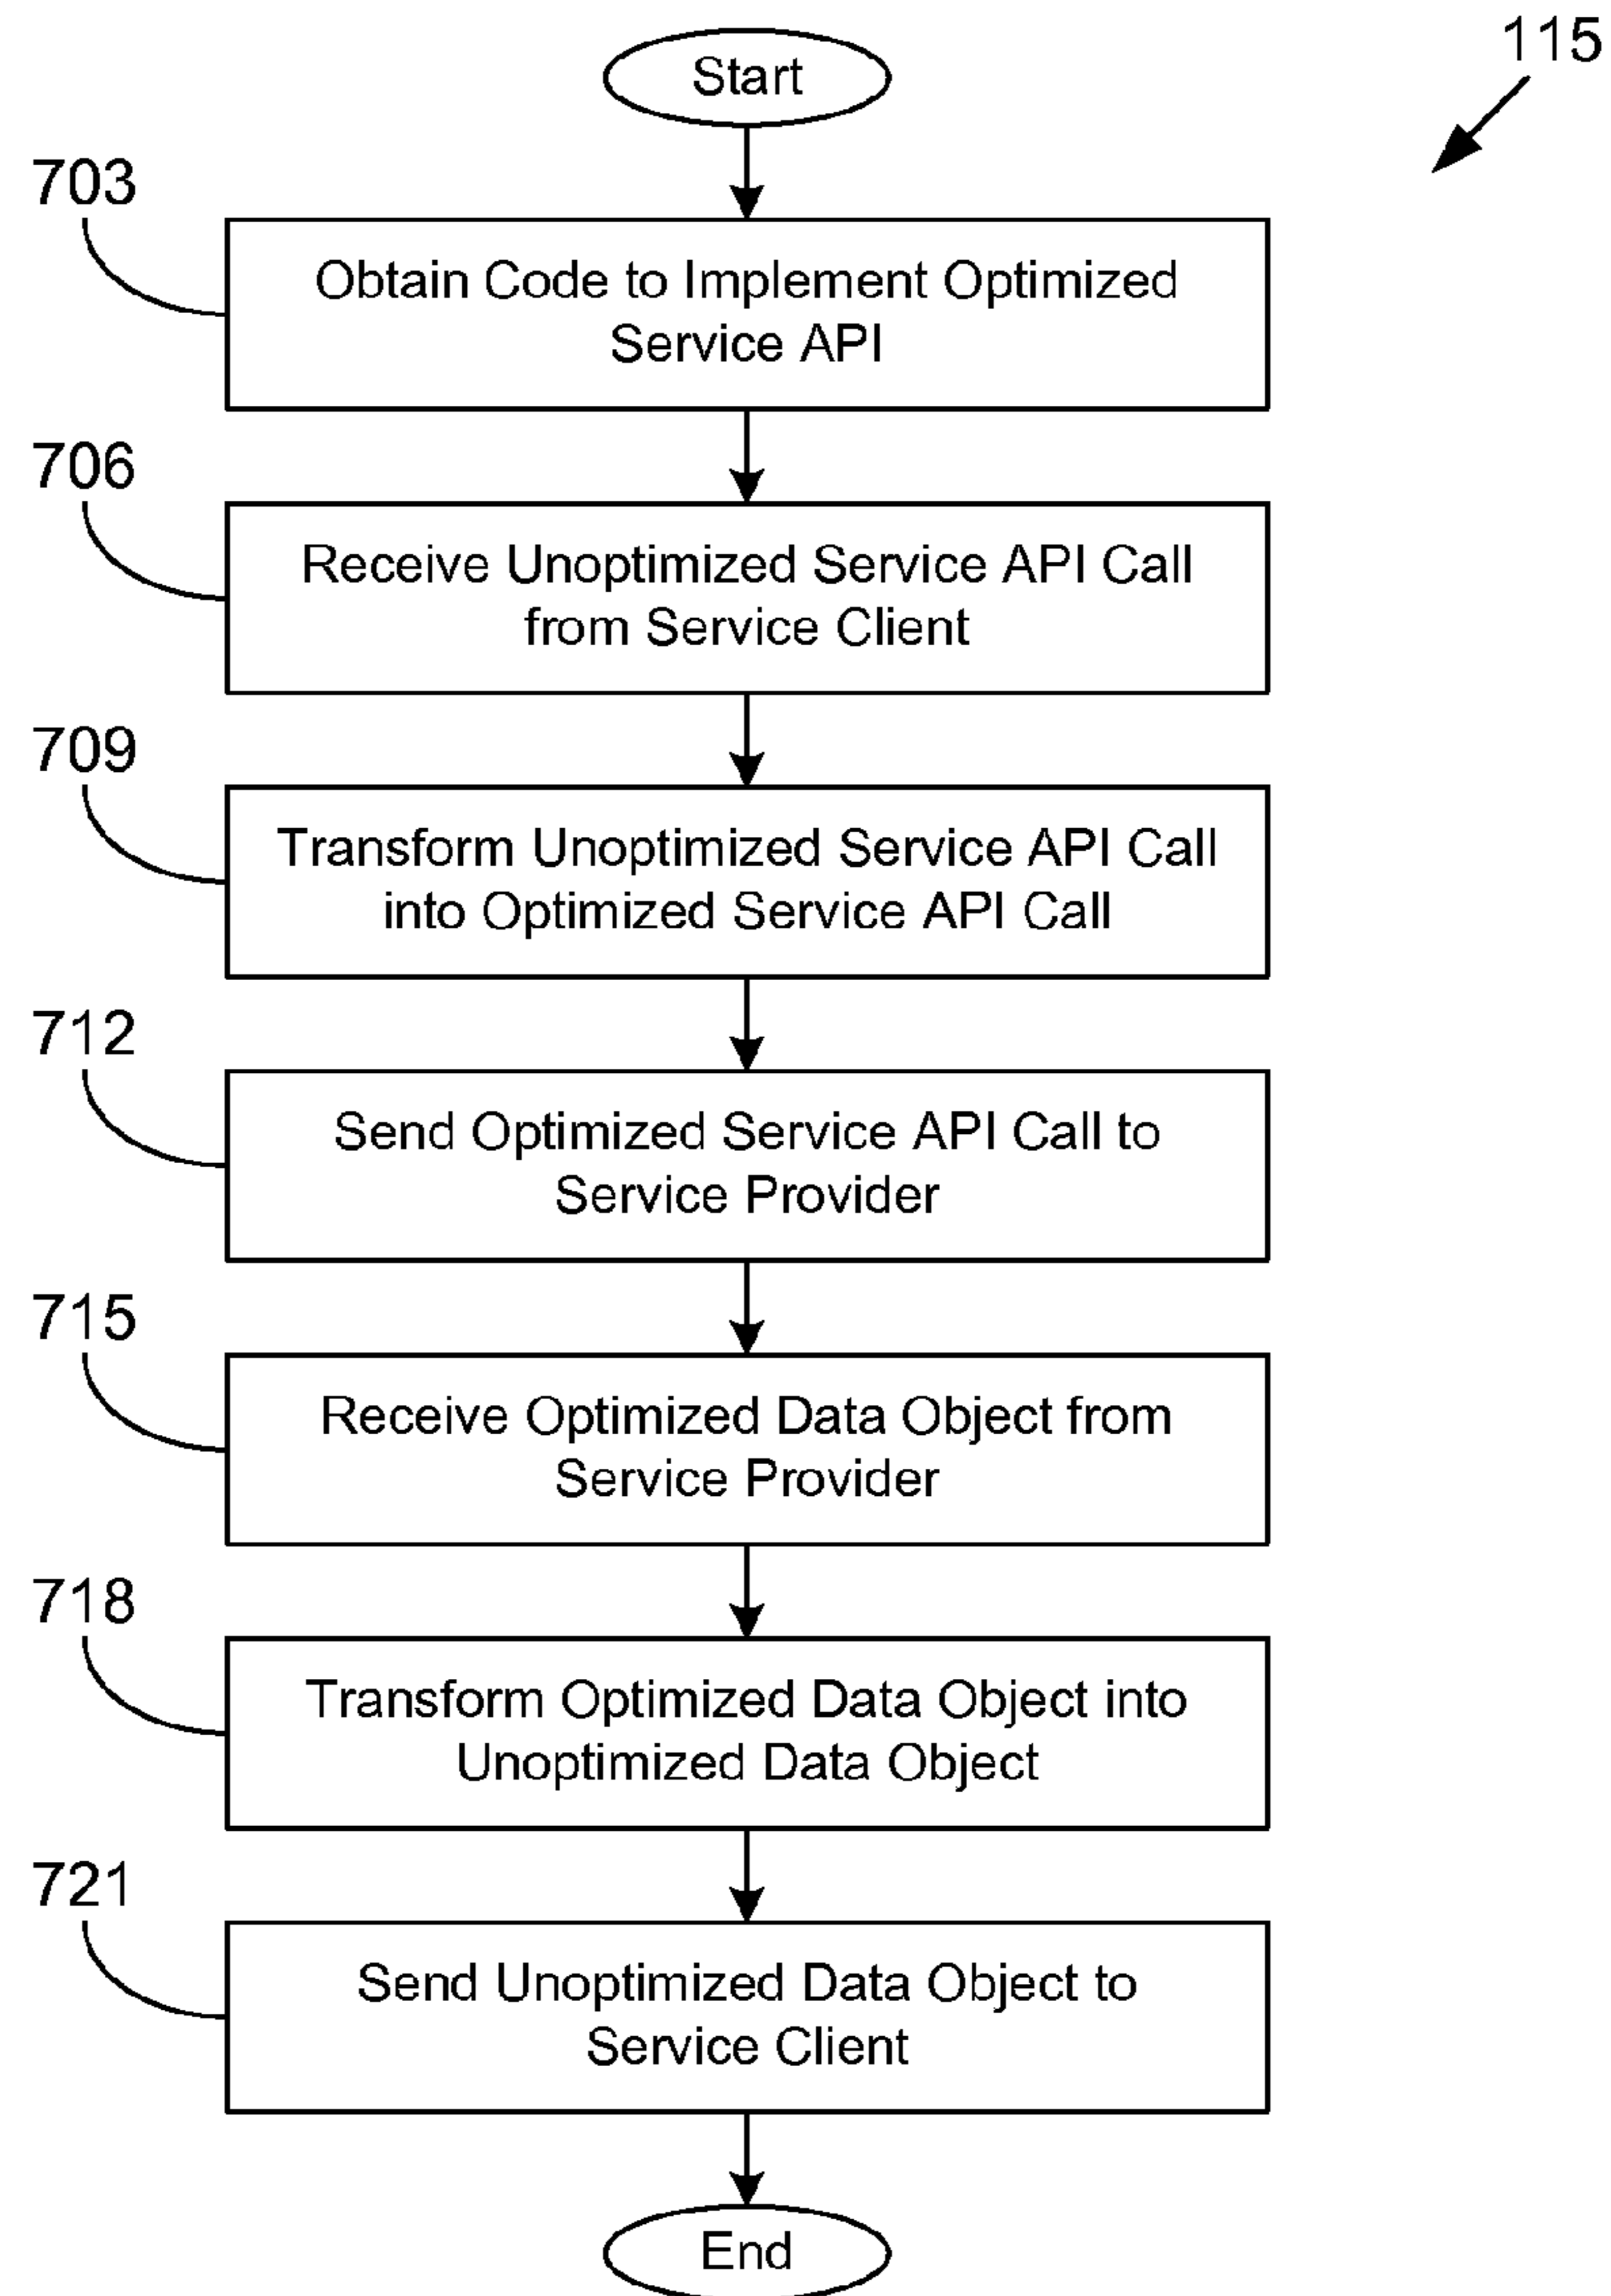 115
Start
703
Obtain Code to Implement Optimized
Service API
706
Receive Unoptimized Service API Call
from Service Client
709
Transform Unoptimized Service API Call
into Optimized Service API Call
712
Send Optimized Service API Call to
Service Provider
715
Receive Optimized Data Object from
Service Provider
718
Transform Optimized Data Object into
Unoptimized Data Object
721
Send Unoptimized Data Object to
Service Client
End